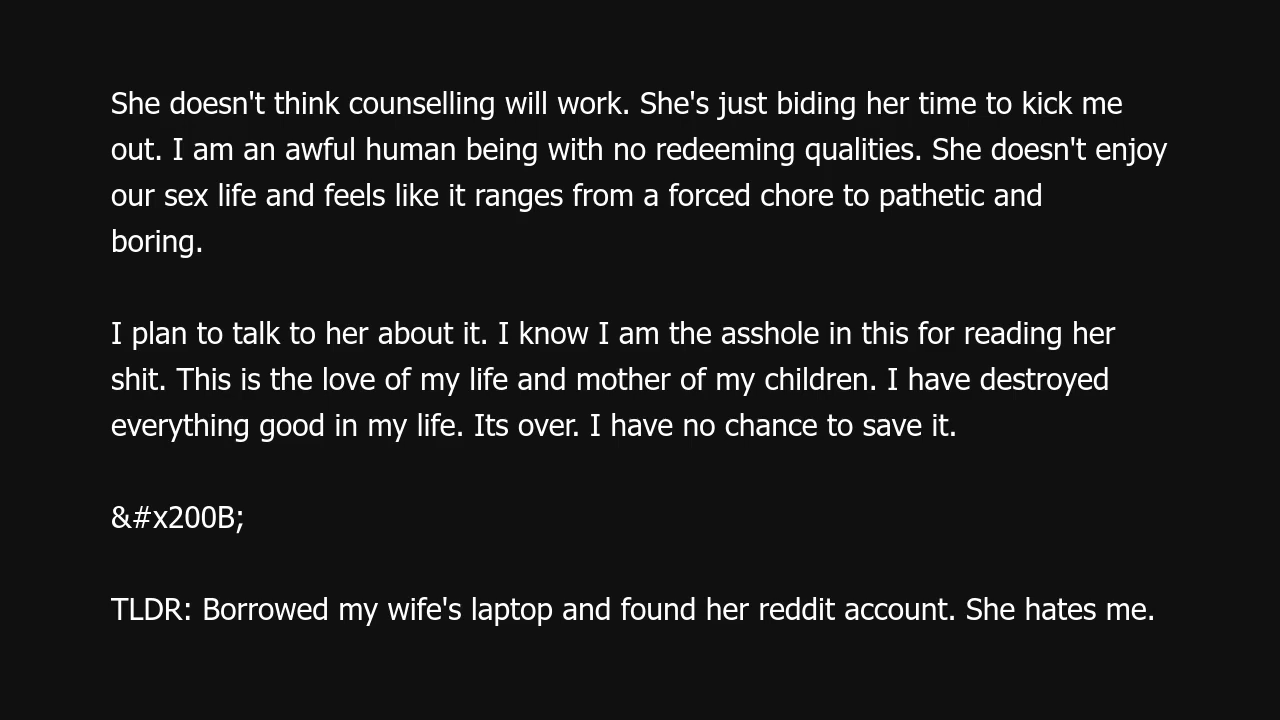 She doesn't think counselling will work. She's just biding her time to kick me
out. I am an awful human being with no redeeming qualities. She doesn't enjoy
our sex life and feels like it ranges from a forced chore to pathetic and
boring.
I plan to talk to her about it. I know I am the asshole in this for reading her
shit. This is the love of my life and mother of my children. I have destroyed
everything good in my life. Its over. I have no chance to save it.
&#x200B;
TLDR: Borrowed my wife's laptop and found her reddit account. She hates me.